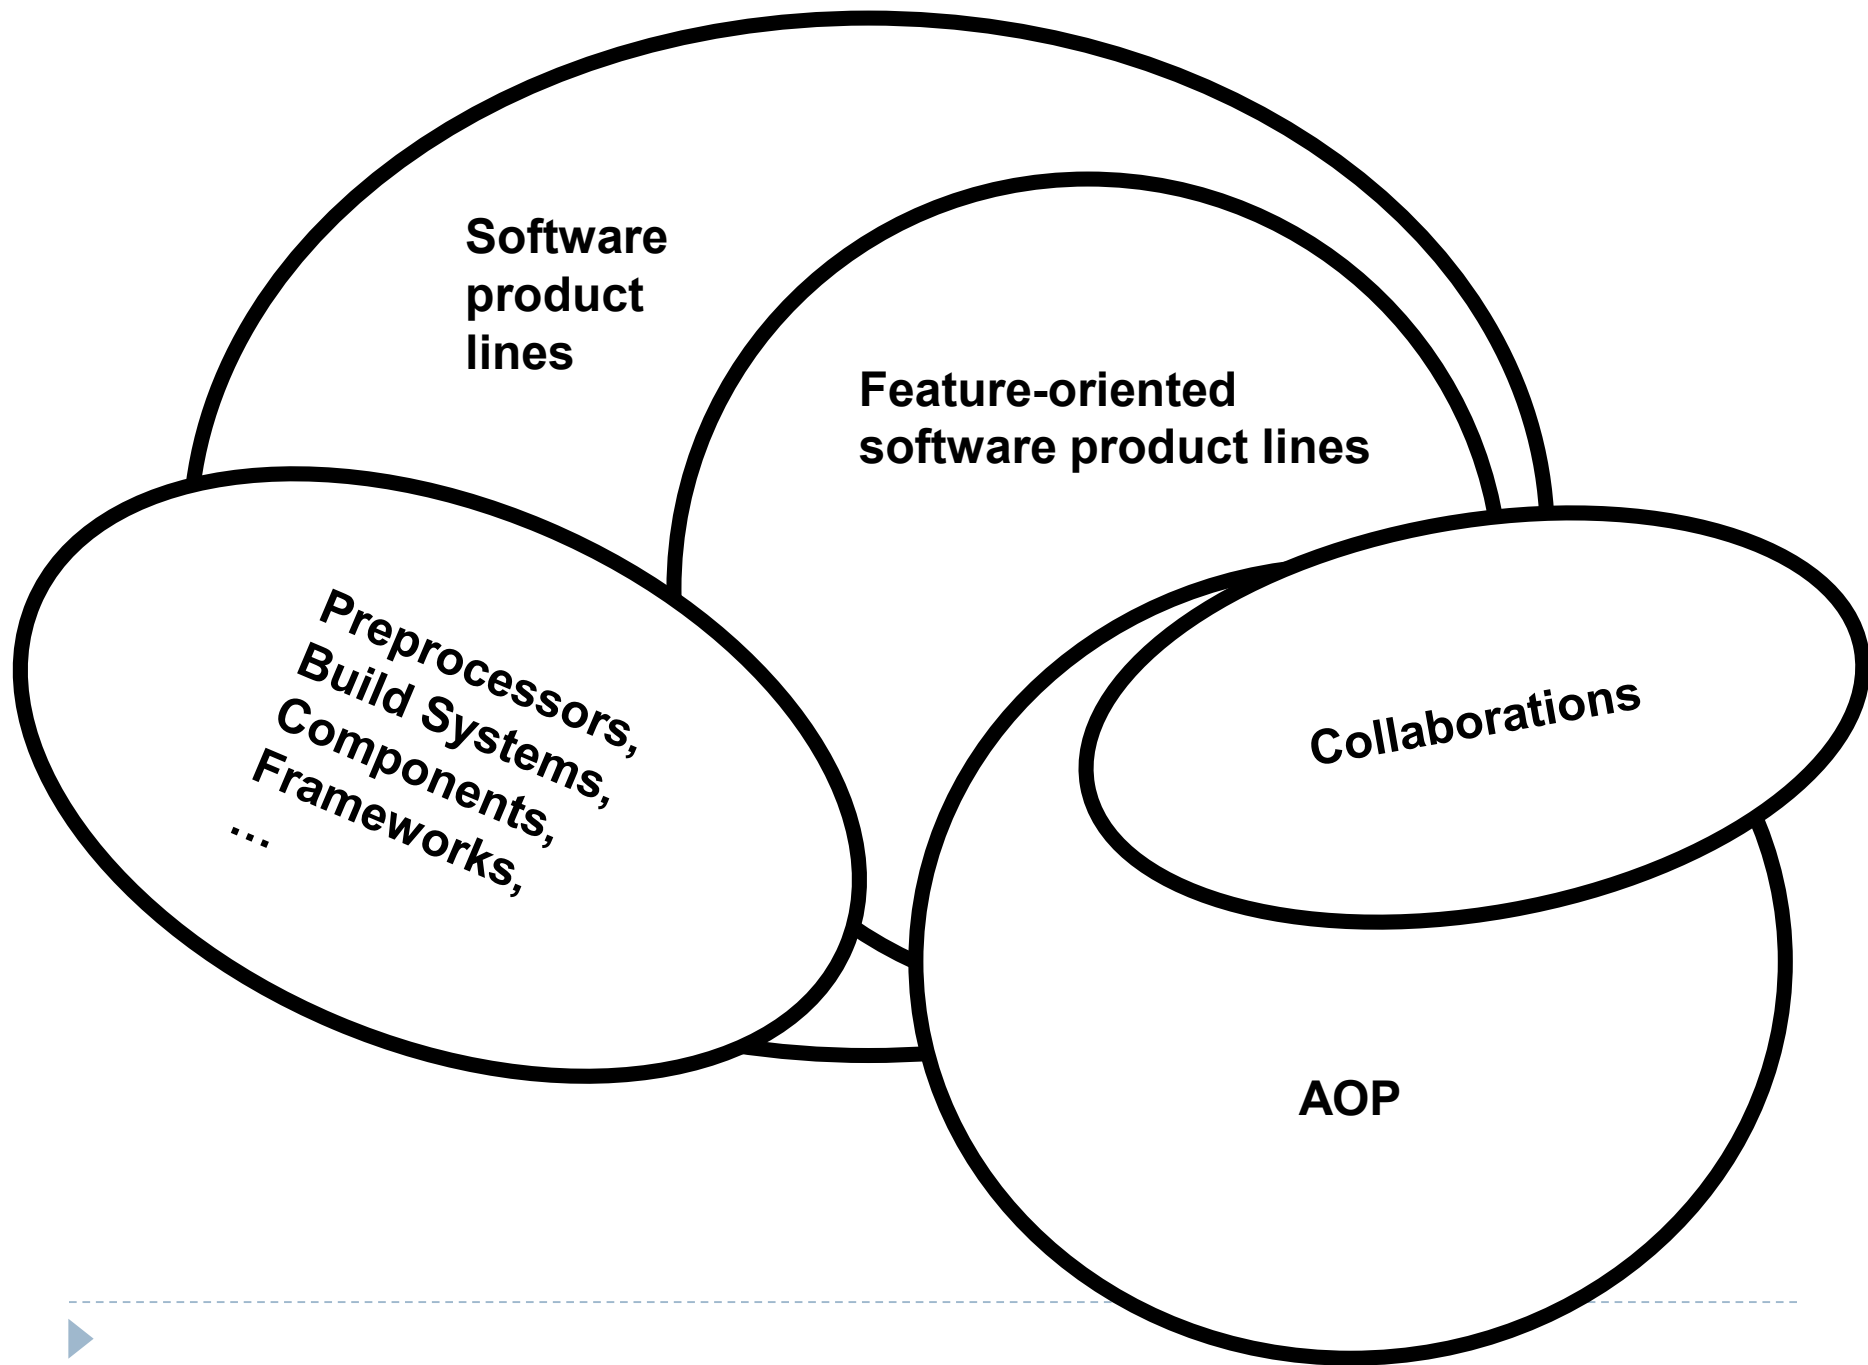 Software
product
lines
Feature-oriented
software product lines
Preprocessors,
Build Systems,
Components,
Frameworks,
…
Collaborations
AOP